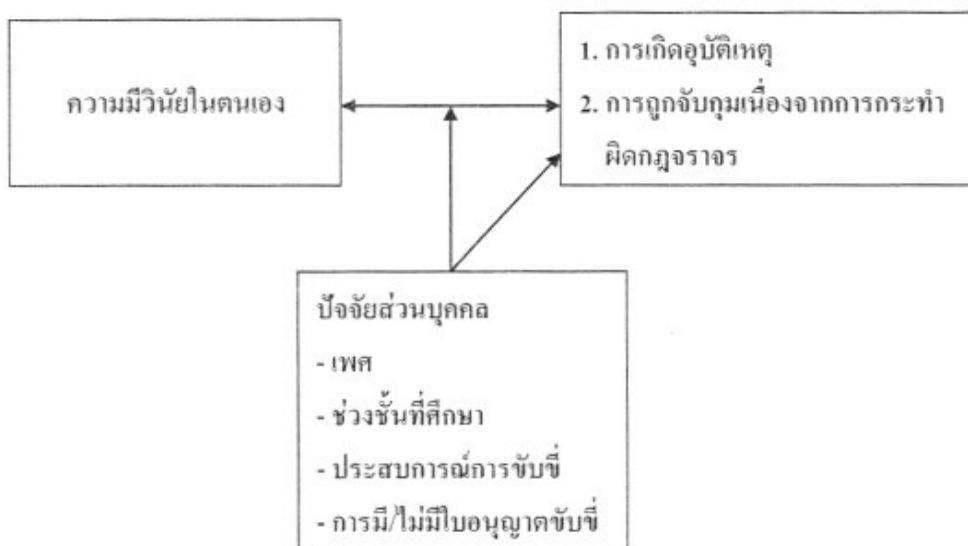 ความมีวินัยในตนเอง
1. การเกิดอุบัติเหตุ
2. การถูกจับกุมเนื่องจากการกระทำ
ผิดกฎจราจร
ปัจจัยส่วนบุคคล
- เพศ
- ช่วงชั้นที่ศึกษา
- ประสบการณ์การขับขี่
- การมี/ไม่มีใบอนุญาตขับขี่